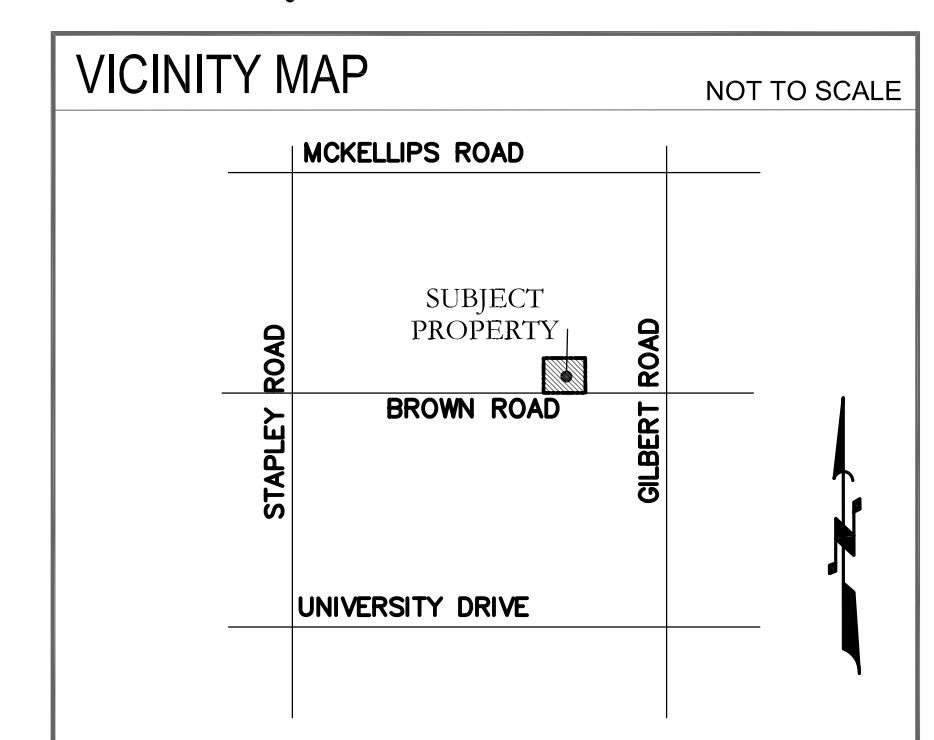 VICINITY MAP
NOT TO SCALE
MCKELLIPS ROAD
SUBJECT
PROPERTY
STAPLEY ROAD
GILBERT ROAD
BROWN ROAD
UNIVERSITY DRIVE
N